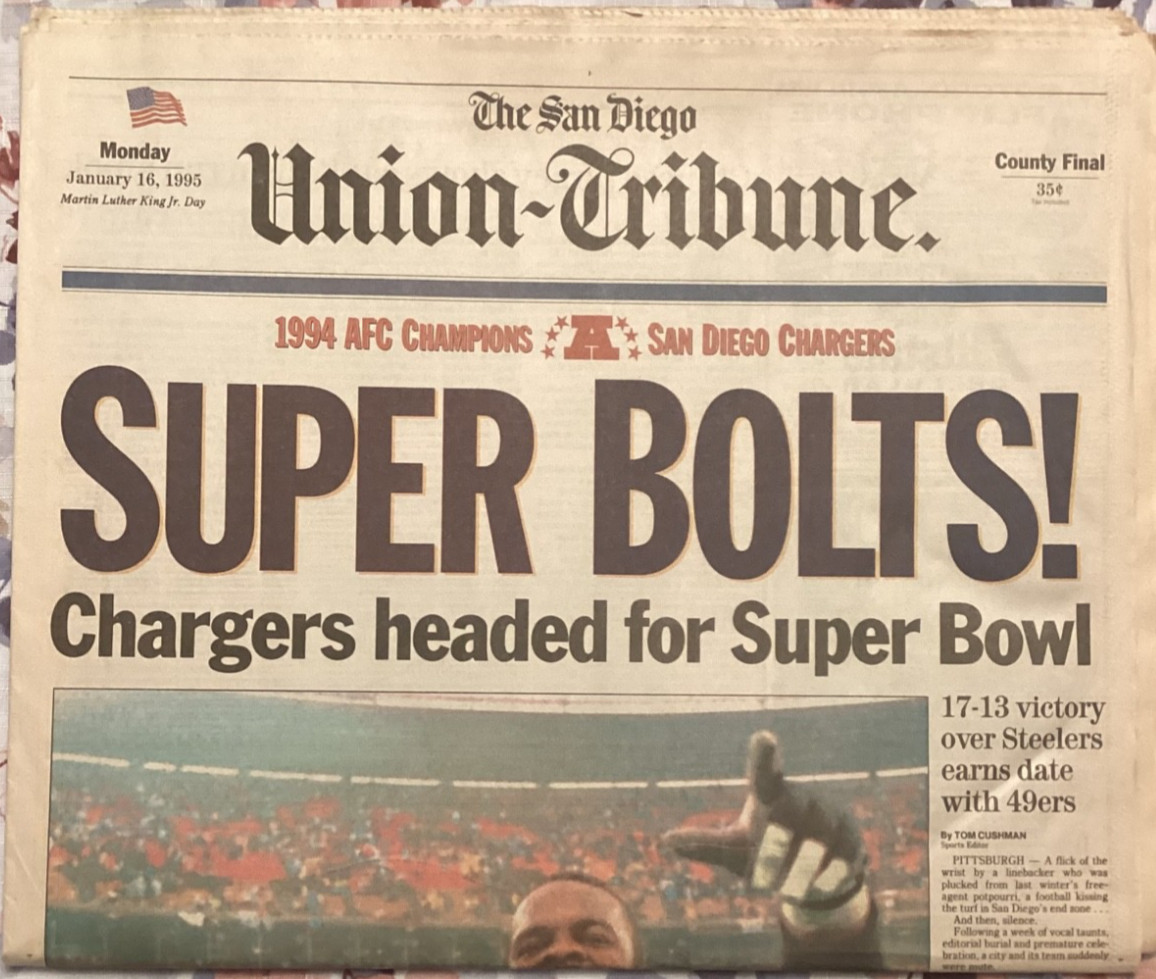 The San Diego
Union-Tribune.
Monday
January 16, 1995
Martin Luther King Jr. Day
County Final
35¢
Tax included
1994 AFC CHAMPIONS A SAN DIEGO CHARGERS
SUPER BOLTS!
Chargers headed for Super Bowl
17-13 victory
over Steelers
earns date
with 49ers
By TOM CUSHMAN
Sports Editor
PITTSBURGH — A flick of the
wrist by a linebacker who was
plucked from last winter's free-
agent potpourri, a football kissing
the turf in San Diego's end zone . . .
And then, silence.
Following a week of vocal taunts,
editorial burial and premature cele-
bration, a city and its team suddenly
were mute.